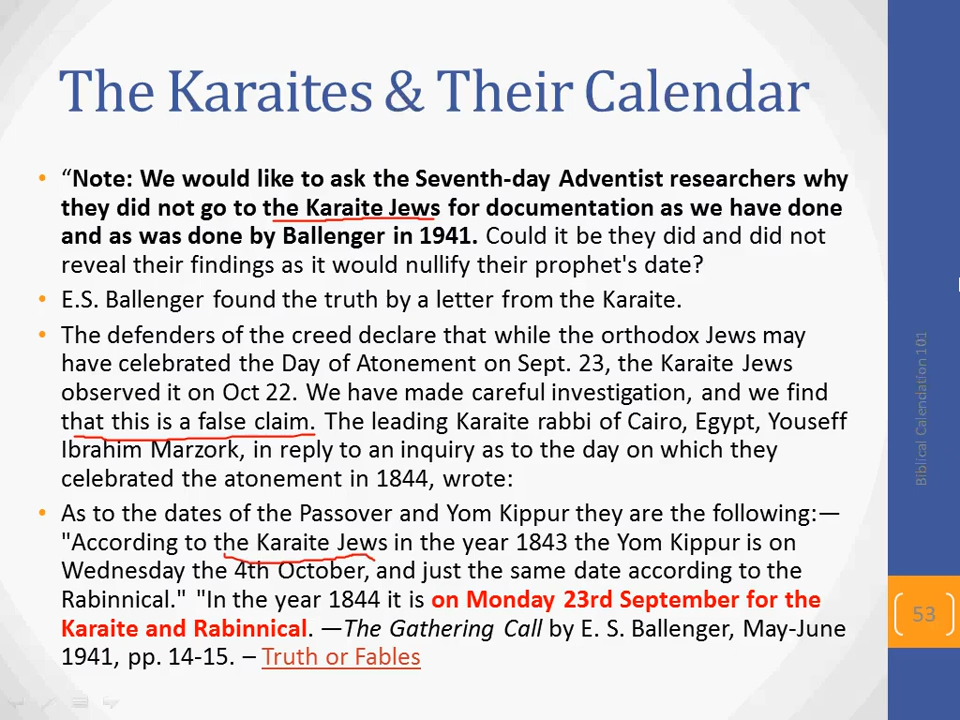 The Karaites & Their Calendar
• “Note: We would like to ask the Seventh-day Adventist researchers why
they did not go to the Karaite Jews for documentation as we have done
and as was done by Ballenger in 1941. Could it be they did and did not
reveal their findings as it would nullify their prophet's date?
• E.S. Ballenger found the truth by a letter from the Karaite.
• The defenders of the creed declare that while the orthodox Jews may
have celebrated the Day of Atonement on Sept. 23, the Karaite Jews
observed it on Oct 22. We have made careful investigation, and we find
that this is a false claim. The leading Karaite rabbi of Cairo, Egypt, Youseff
Ibrahim Marzork, in reply to an inquiry as to the day on which they
celebrated the atonement in 1844, wrote:
• As to the dates of the Passover and Yom Kippur they are the following:—
"According to the Karaite Jews in the year 1843 the Yom Kippur is on
Wednesday the 4th October, and just the same date according to the
Rabinnical." "In the year 1844 it is on Monday 23rd September for the
Karaite and Rabinnical. —The Gathering Call by E. S. Ballenger, May-June
1941, pp. 14-15. – Truth or Fables
Biblical Calendation 101
53